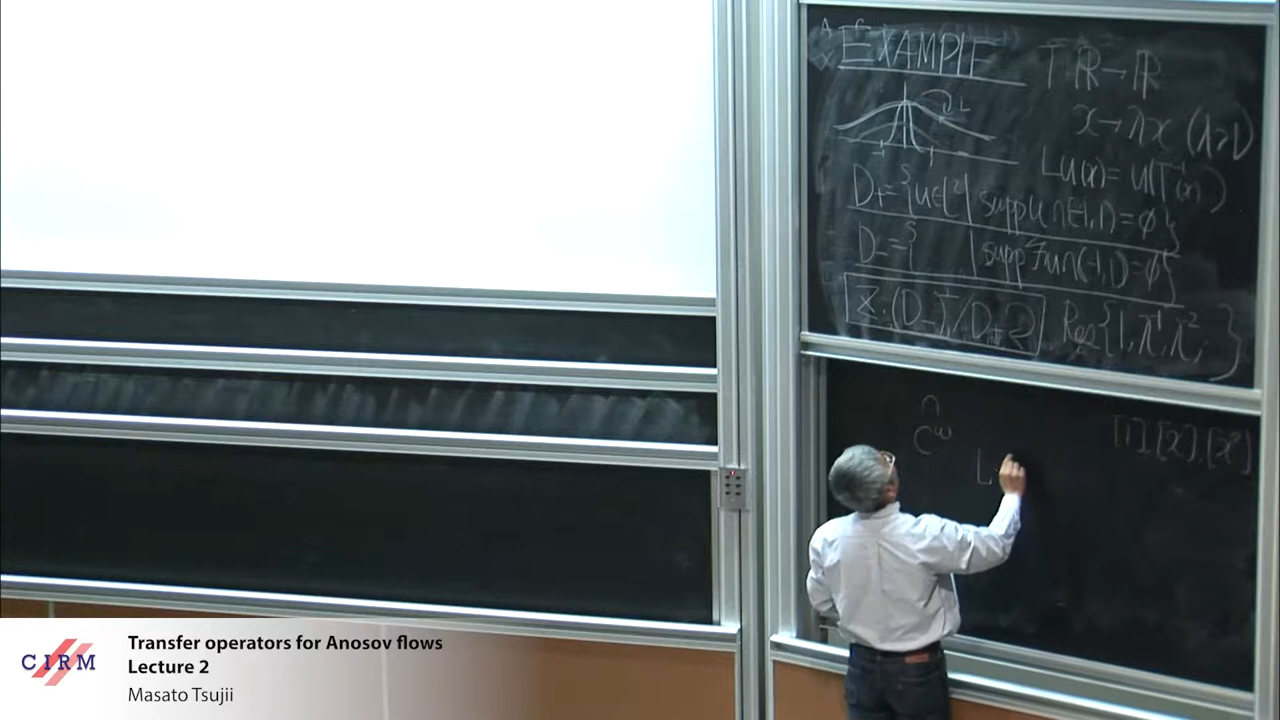 EXAMPLE
T: ℝ → ℝ
x → λx (λ>1)
L
Lu(x) = u(T⁻¹(x))
D+ = {u∈L² | supp u ∩ (-1,1) = ϕ}
D- = { | supp ℱu ∩ (-1,1) = ϕ}
Res{1, λ⁻¹, λ⁻², }
∩
C^ω
[1], [x], [x²]
L
CIRM
Transfer operators for Anosov flows
Lecture 2
Masato Tsujii